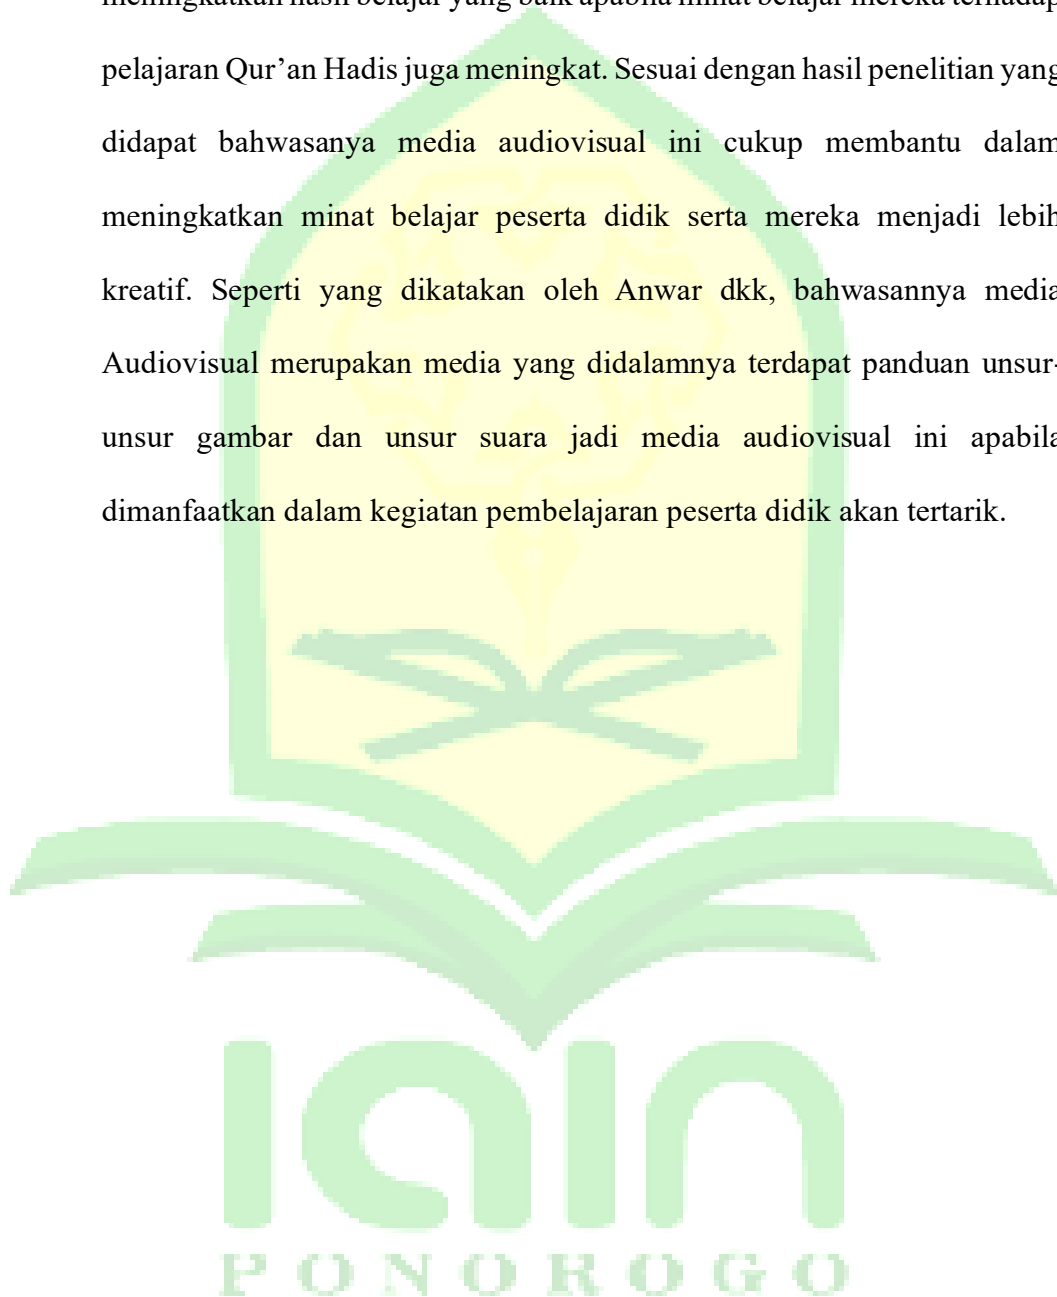 meningkatkan hasil belajar yang baik apabila minat belajar mereka terhadap
pelajaran Qur’an Hadis juga meningkat. Sesuai dengan hasil penelitian yang
didapat bahwasanya media audiovisual ini cukup membantu dalam
meningkatkan minat belajar peserta didik serta mereka menjadi lebih
kreatif. Seperti yang dikatakan oleh Anwar dkk, bahwasannya media
Audiovisual merupakan media yang didalamnya terdapat panduan unsur-
unsur gambar dan unsur suara jadi media audiovisual ini apabila
dimanfaatkan dalam kegiatan pembelajaran peserta didik akan tertarik.
iain
PONOROGO